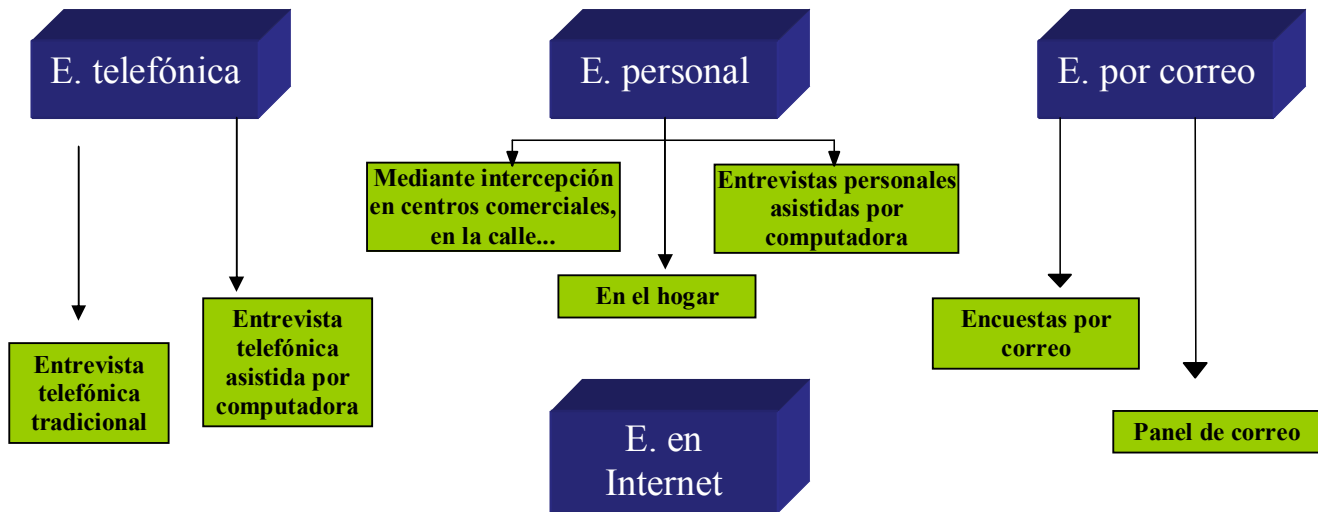 E. telefónica
E. personal
E. por correo
Mediante intercepción
en centros comerciales,
en la calle...
Entrevistas personales
asistidas por
computadora
En el hogar
Entrevista
telefónica
tradicional
Entrevista
telefónica
asistida por
computadora
Encuestas por
correo
Panel de correo
E. en
Internet